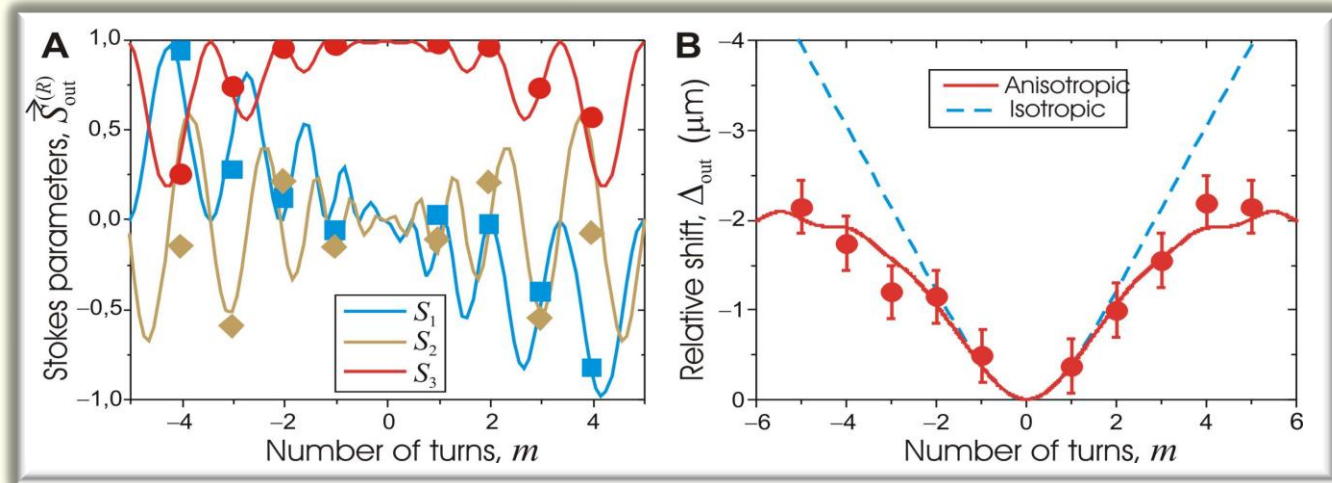 A
Stokes parameters, S⃗out(R)
1,0
0,5
0,0
−0,5
−1,0
S1
S2
S3
−4
−2
0
2
4
Number of turns, m
B
Relative shift, Δout (μm)
−4
−3
−2
−1
0
Anisotropic
Isotropic
−6
−4
−2
0
2
4
6
Number of turns, m